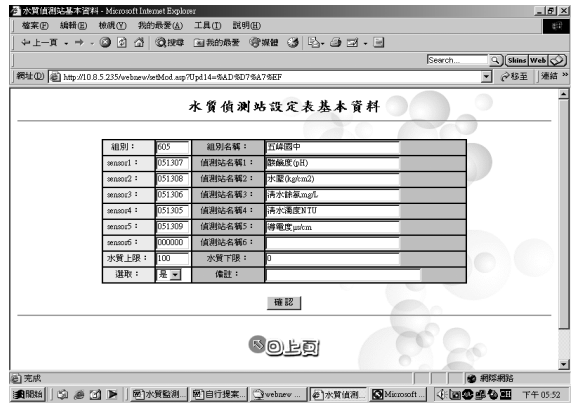 水質偵測站基本資料 - Microsoft Internet Explorer
檔案(F) 編輯(E) 檢視(V) 我的最愛(A) 工具(T) 說明(H)
上一頁 搜尋 我的最愛 媒體
Search... Shins Web
網址(D) http://10.8.5.235/webnew/setMod.asp?Upd14=%AD%D7%A7%EF 移至 連結 »
水質偵測站設定表基本資料
組別： 605 組別名稱： 五峰國中
sensor1： 051307 偵測站名稱1： 酸鹼度(pH)
sensor2： 051308 偵測站名稱2： 水壓(kg/cm2)
sensor3： 051306 偵測站名稱3： 清水餘氯mg/L
sensor4： 051305 偵測站名稱4： 清水濁度NTU
sensor5： 051309 偵測站名稱5： 導電度μs/cm
sensor6： 000000 偵測站名稱6：
水質上限： 100 水質下限： 0
選取： 是 備註：
確認
回上頁
完成 網際網路
開始 水質監測... 自行提案... webnew ... 水質偵測... Microsoft ... 下午 05:52